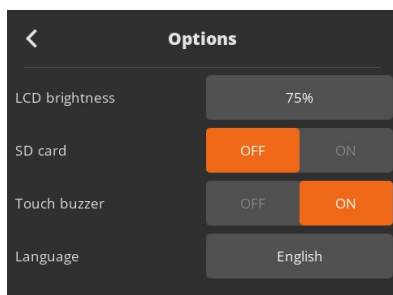 Options
LCD brightness 75%
SD card OFF ON
Touch buzzer OFF ON
Language English